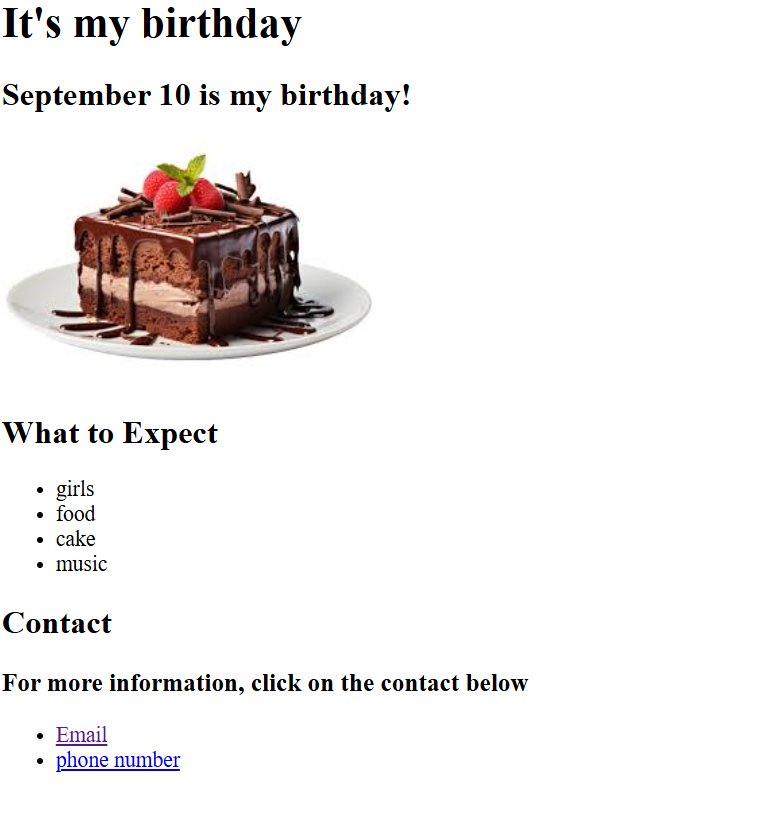 It's my birthday
September 10 is my birthday!
What to Expect
girls
food
cake
music
Contact
For more information, click on the contact below
Email
phone number